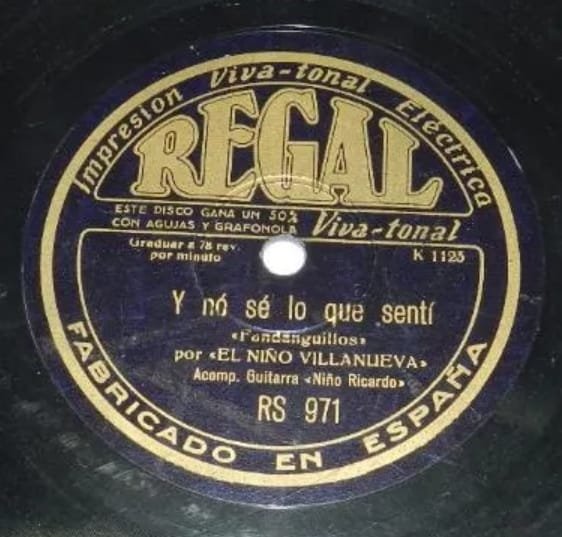 Impresion Viva-tonal Eléctrica
REGAL
ESTE DISCO GANA UN 50%
CON AGUJAS Y GRAFONOLA
Viva-tonal
Graduar a 78 rev.
por minuto
K 1125
Y nó sé lo que sentí
«Fandanguillos»
por «EL NIÑO VILLANUEVA»
Acomp. Guitarra «Niño Ricardo»
RS 971
FABRICADO EN ESPAÑA